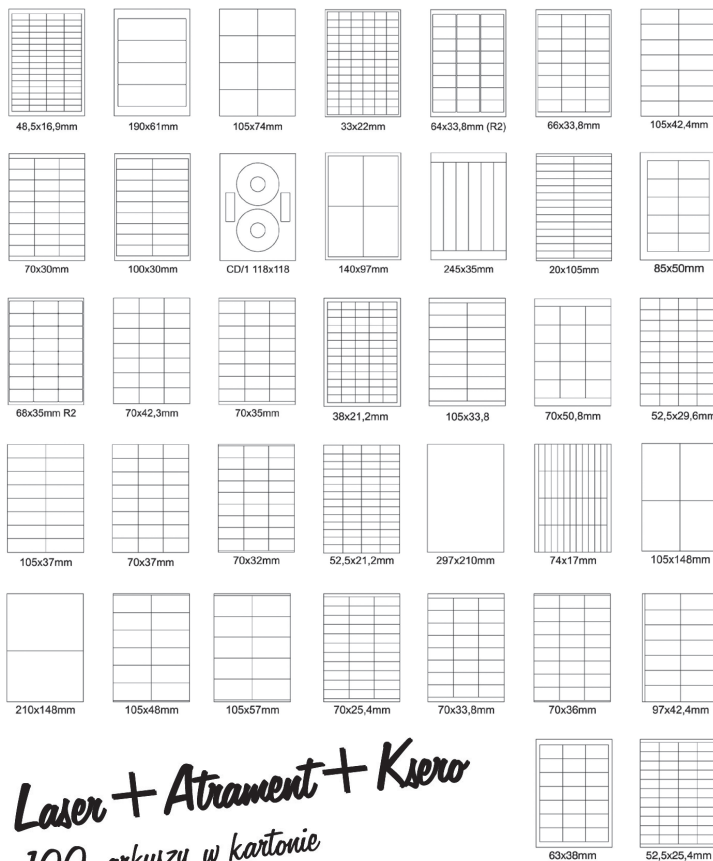 48,5x16,9mm 190x61mm 105x74mm 33x22mm 64x33,8mm (R2) 66x33,8mm 105x42,4mm
70x30mm 100x30mm CD/1 118x118 140x97mm 245x35mm 20x105mm 85x50mm
68x35mm R2 70x42,3mm 70x35mm 38x21,2mm 105x33,8 70x50,8mm 52,5x29,6mm
105x37mm 70x37mm 70x32mm 52,5x21,2mm 297x210mm 74x17mm 105x148mm
210x148mm 105x48mm 105x57mm 70x25,4mm 70x33,8mm 70x36mm 97x42,4mm
Laser + Atrament + Ksero
100 arkuszy w kartonie
63x38mm 52,5x25,4mm